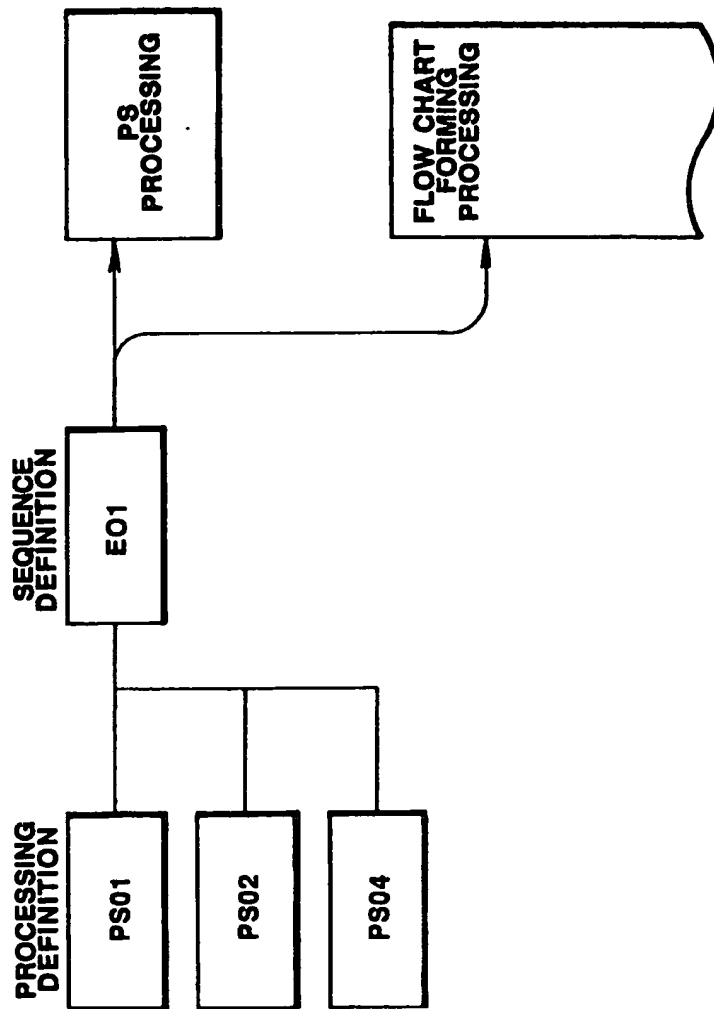 PROCESSING
DEFINITION
PS01
PS02
PS04
SEQUENCE
DEFINITION
EO1
PS
PROCESSING
FLOW CHART
FORMING
PROCESSING